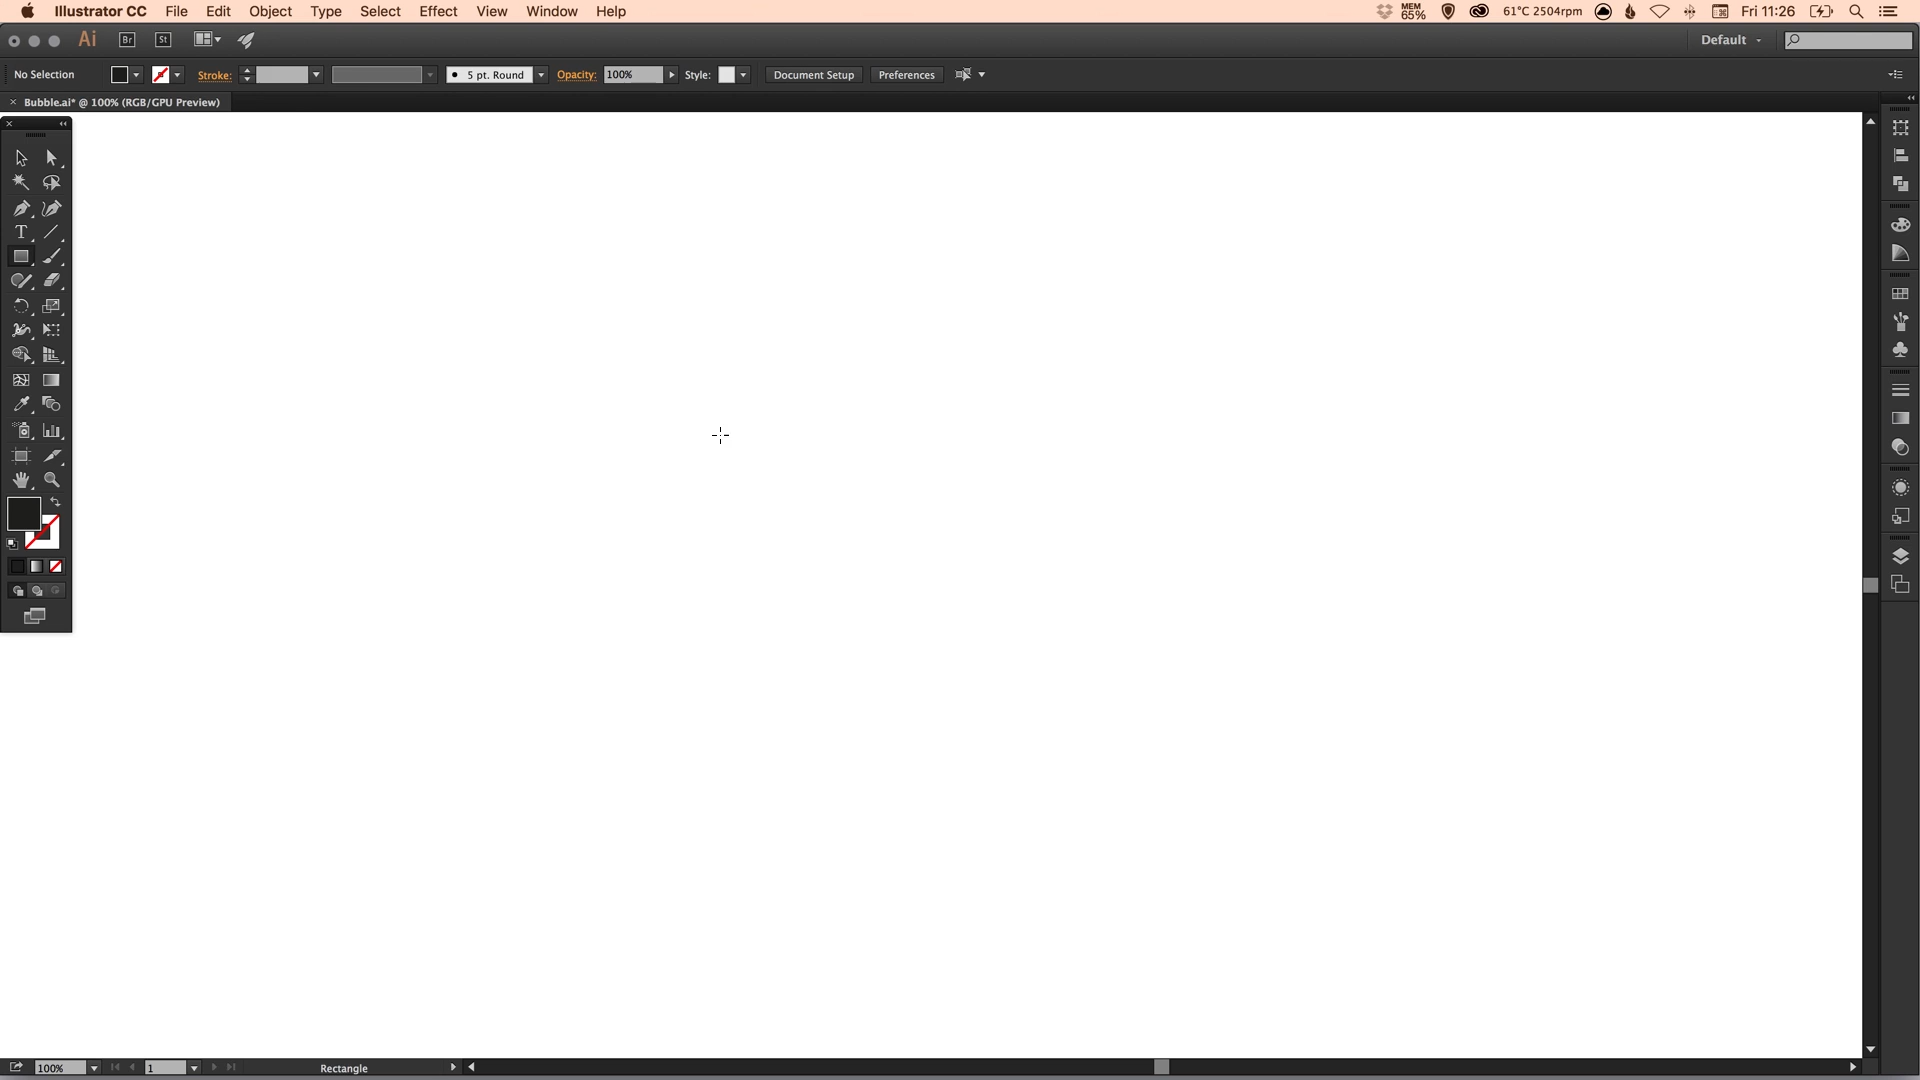 Illustrator CC File Edit Object Type Select Effect View Window Help MEM 65% 61°C 2504rpm Fri 11:26
Ai Br St Default
No Selection Stroke: 5 pt. Round Opacity: 100% Style: Document Setup Preferences
Bubble.ai* @ 100% (RGB/GPU Preview)
T
100% 1 Rectangle